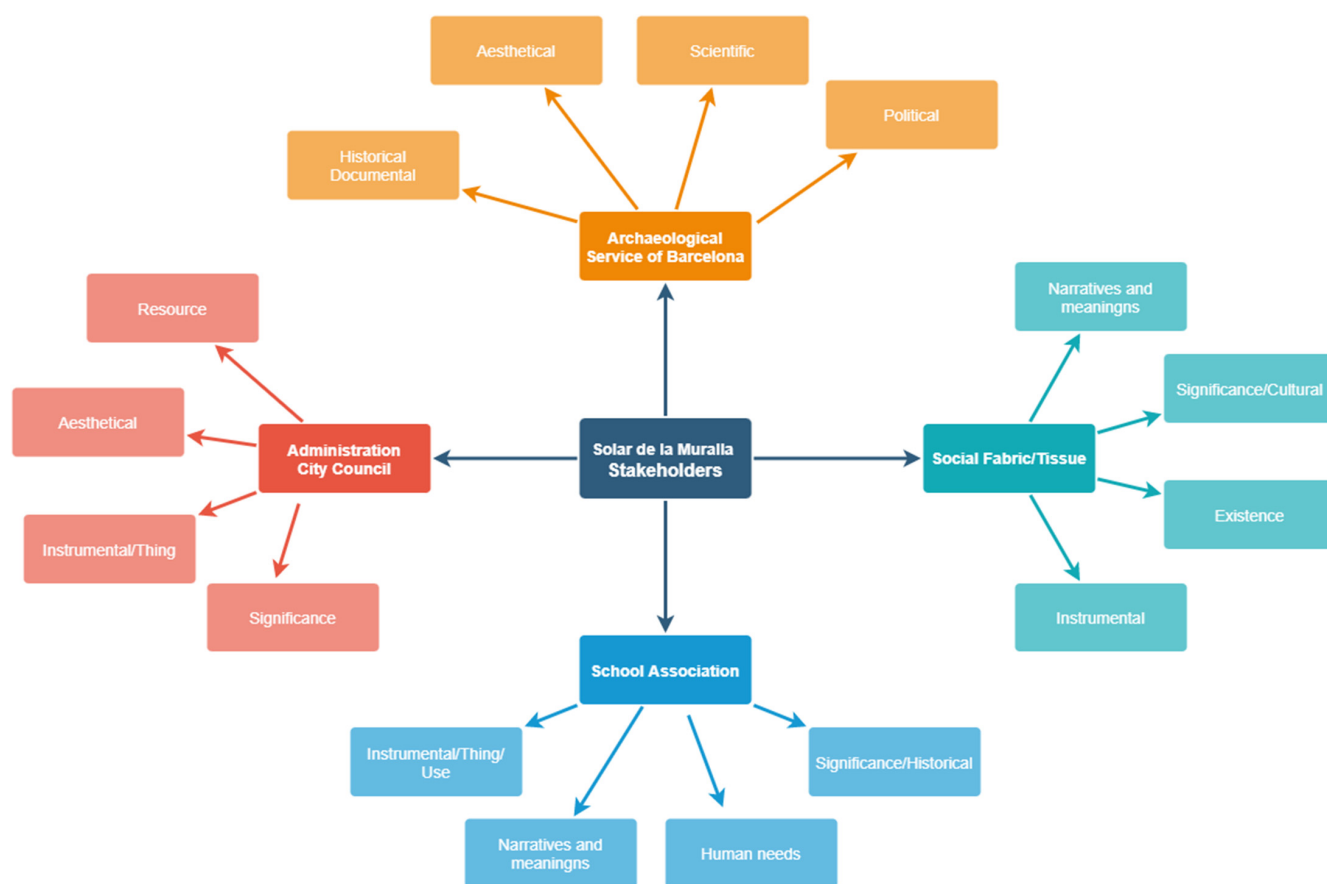 Aesthetical
Scientific
Political
Historical
Documental
Archaeological
Service of Barcelona
Narratives and
meaningns
Resource
Significance/Cultural
Aesthetical
Administration
City Council
Solar de la Muralla
Stakeholders
Social Fabric/Tissue
Existence
Instrumental/Thing
Significance
Instrumental
School Association
Instrumental/Thing/
Use
Significance/Historical
Narratives and
meaningns
Human needs